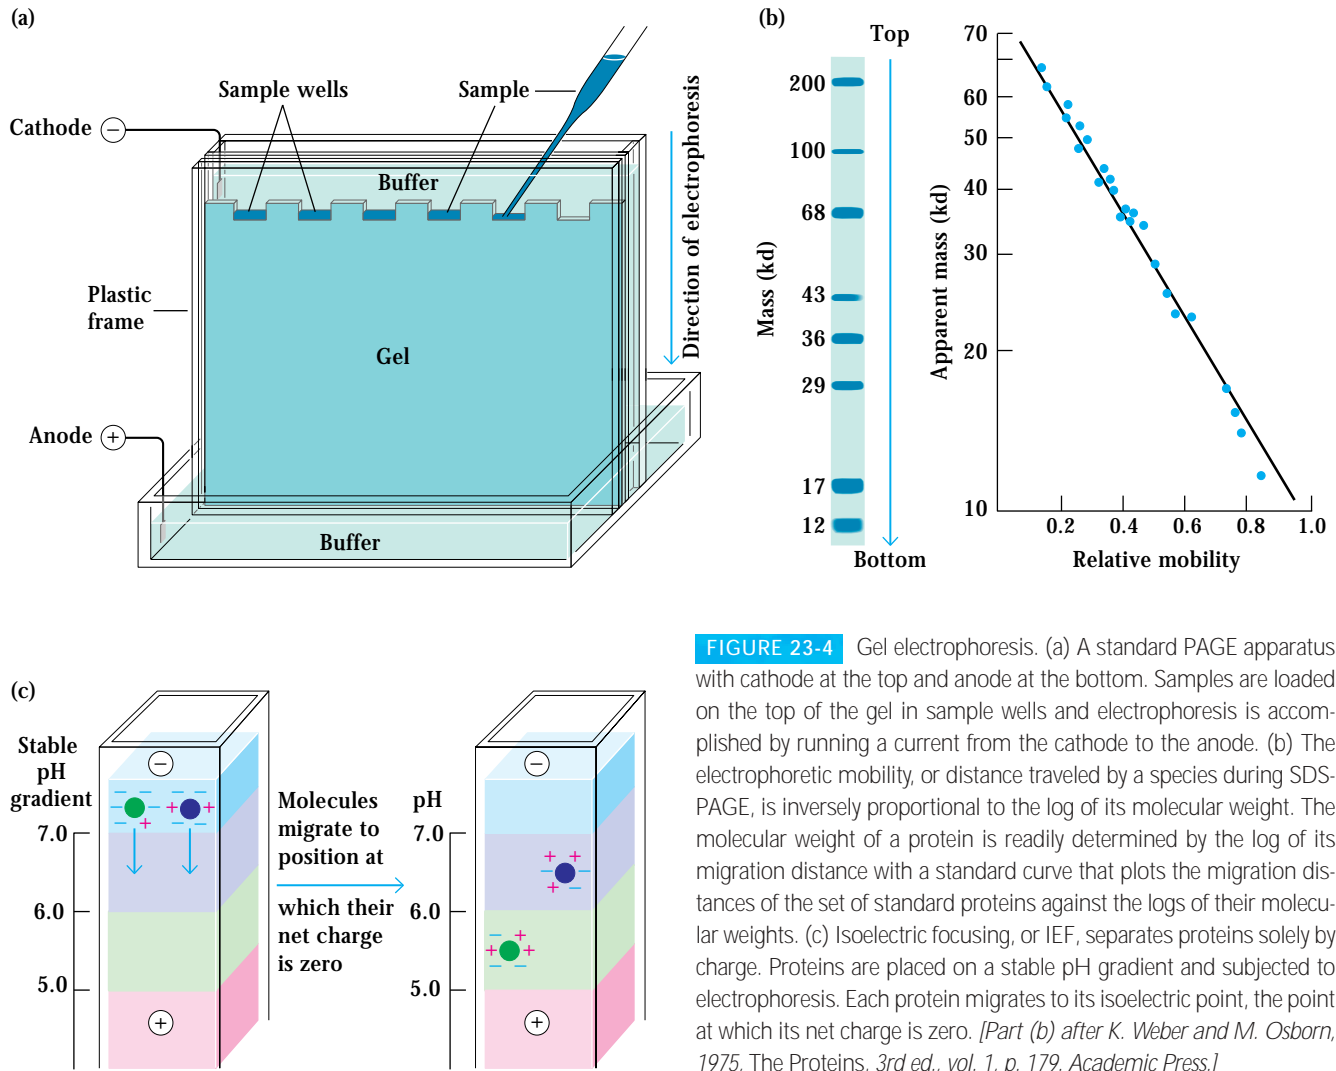 (a)
Sample wells
Sample
Cathode −
Buffer
Direction of electrophoresis
Plastic
frame
Gel
Anode +
Buffer
(b)
Top
200
100
68
43
36
29
17
12
Mass (kd)
Bottom
70
60
50
40
30
20
10
Apparent mass (kd)
0.2 0.4 0.6 0.8 1.0
Relative mobility
(c)
Stable
pH
gradient
7.0
6.0
5.0
−
+
Molecules
migrate to
position at
which their
net charge
is zero
pH
7.0
6.0
5.0
−
+
FIGURE 23-4 Gel electrophoresis. (a) A standard PAGE apparatus
with cathode at the top and anode at the bottom. Samples are loaded
on the top of the gel in sample wells and electrophoresis is accom-
plished by running a current from the cathode to the anode. (b) The
electrophoretic mobility, or distance traveled by a species during SDS-
PAGE, is inversely proportional to the log of its molecular weight. The
molecular weight of a protein is readily determined by the log of its
migration distance with a standard curve that plots the migration dis-
tances of the set of standard proteins against the logs of their molecu-
lar weights. (c) Isoelectric focusing, or IEF, separates proteins solely by
charge. Proteins are placed on a stable pH gradient and subjected to
electrophoresis. Each protein migrates to its isoelectric point, the point
at which its net charge is zero. [Part (b) after K. Weber and M. Osborn,
1975, The Proteins, 3rd ed., vol. 1, p. 179. Academic Press.]